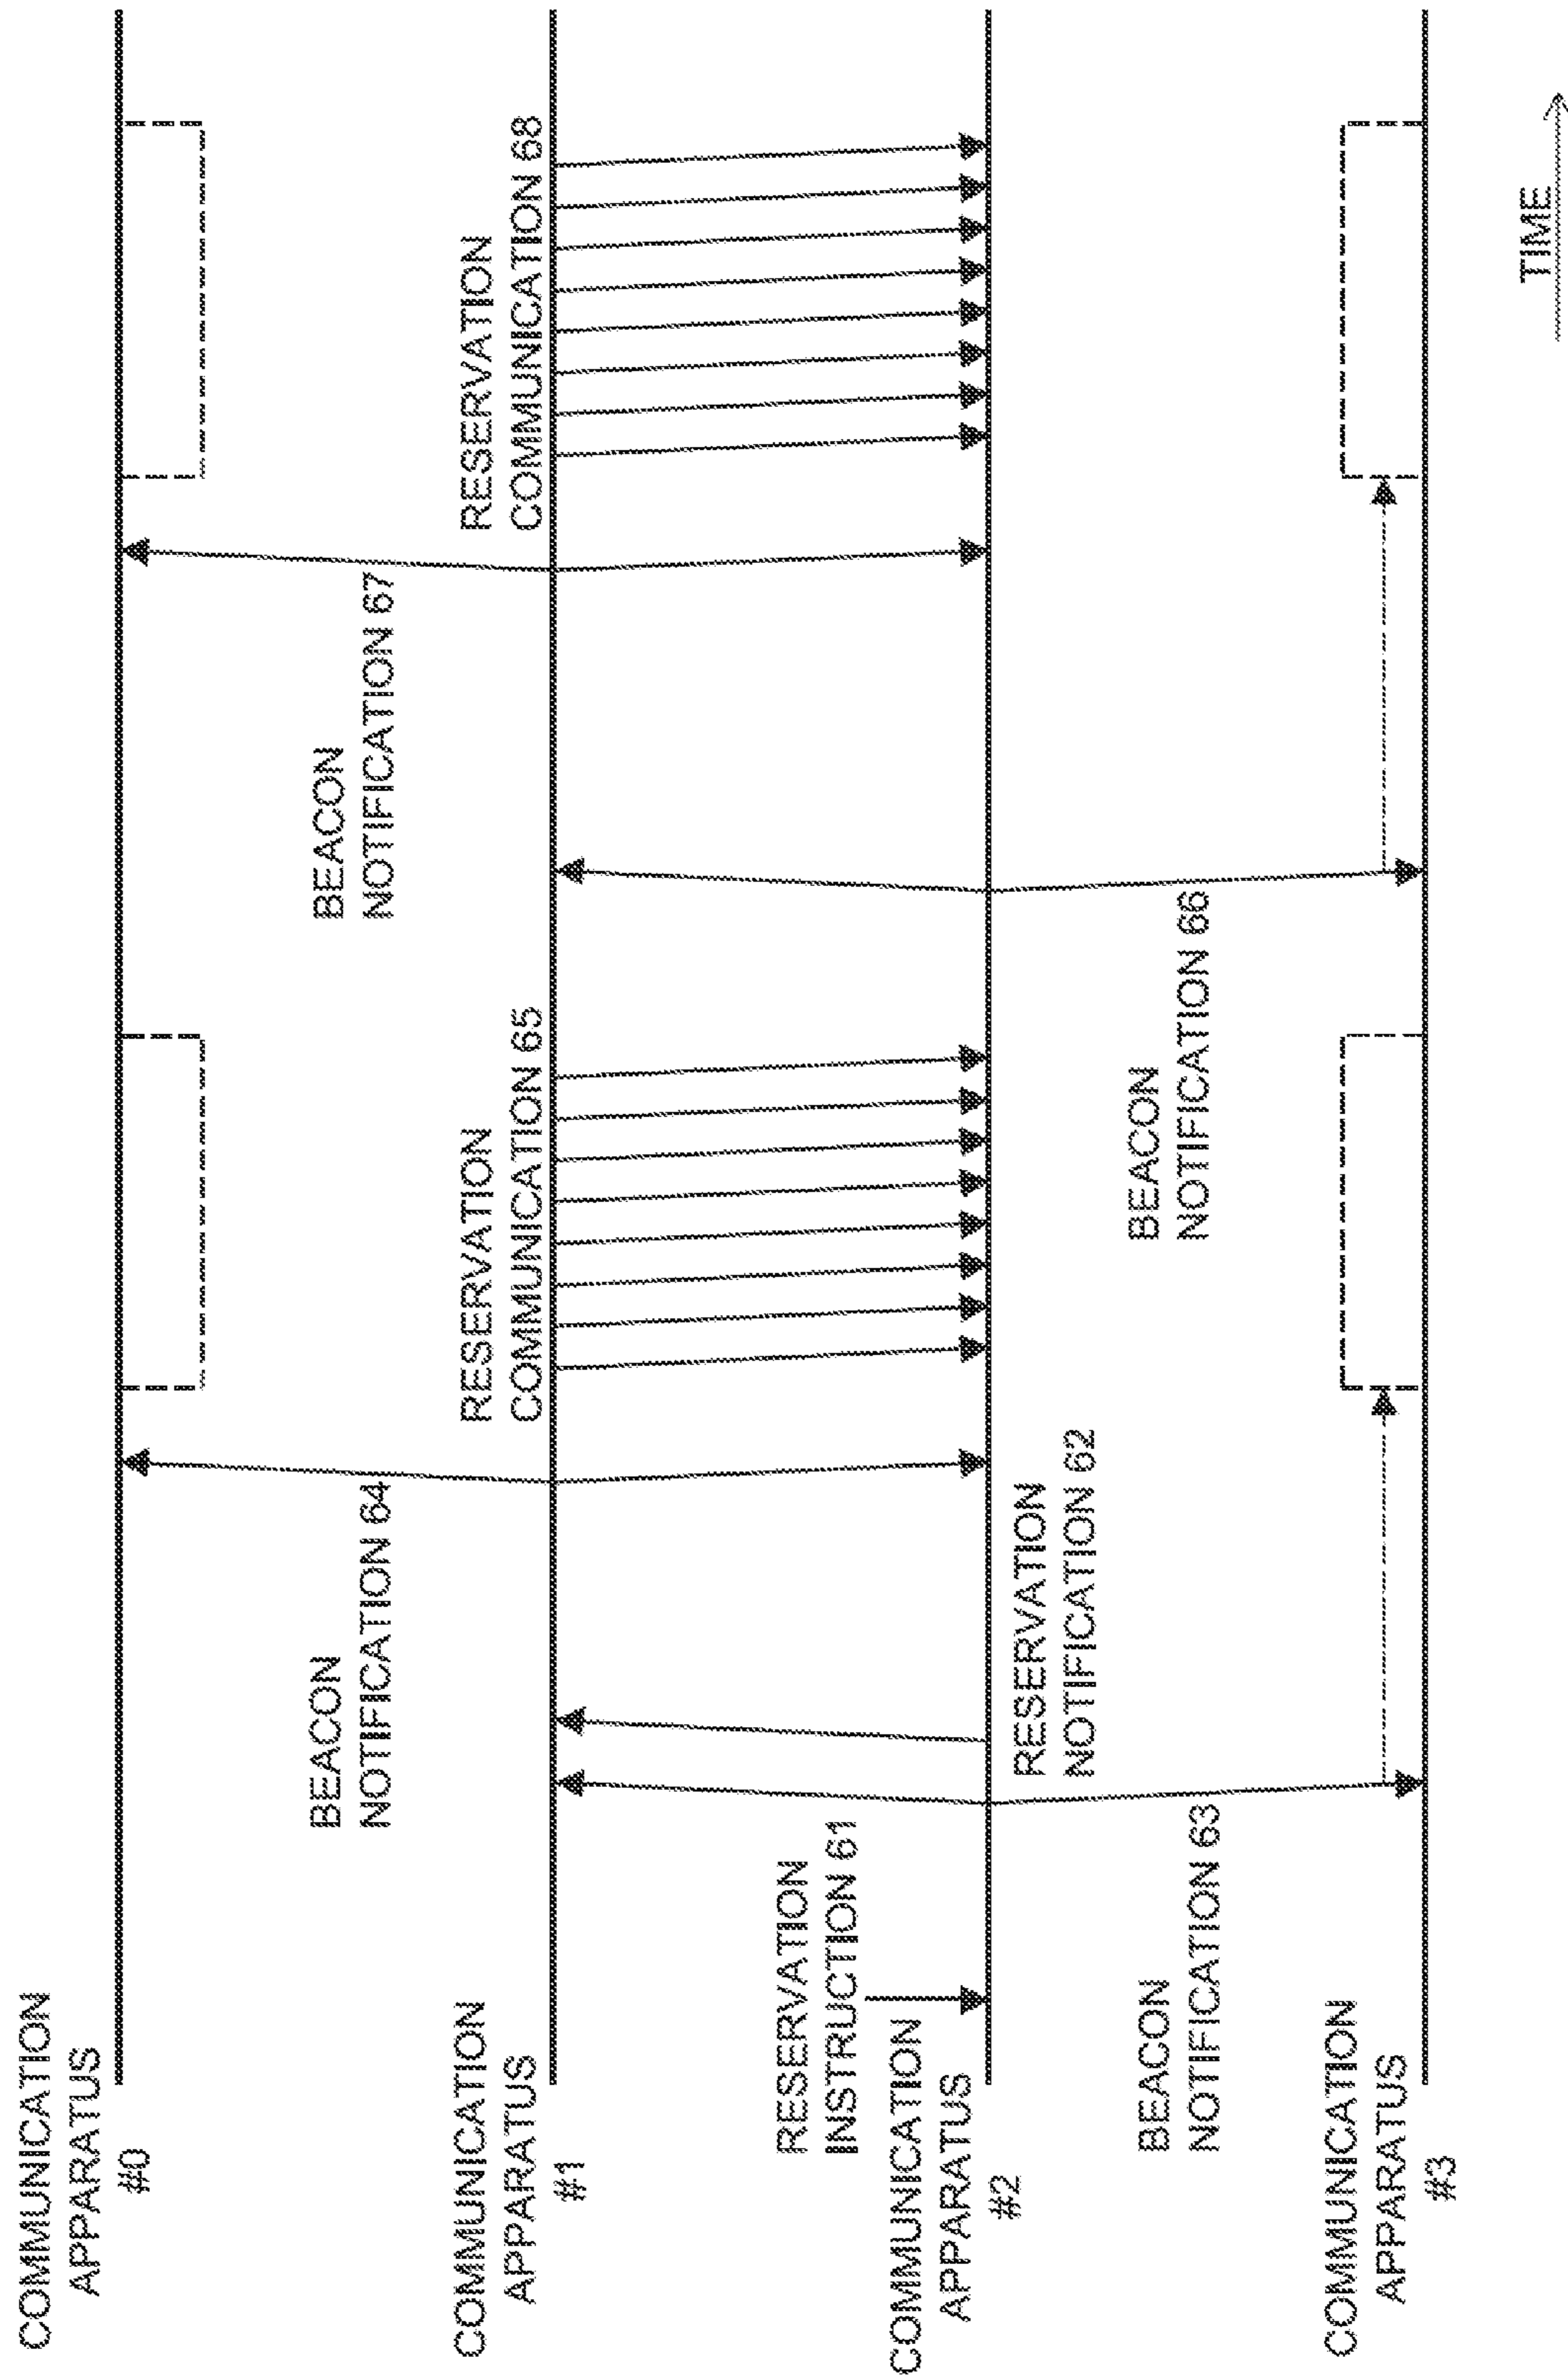 COMMUNICATION
APPARATUS
#0
BEACON
NOTIFICATION 64
BEACON
NOTIFICATION 67
COMMUNICATION
APPARATUS
#1
RESERVATION
COMMUNICATION 65
RESERVATION
COMMUNICATION 68
RESERVATION
INSTRUCTION 61
COMMUNICATION
APPARATUS
#2
RESERVATION
NOTIFICATION 62
BEACON
NOTIFICATION 63
BEACON
NOTIFICATION 66
COMMUNICATION
APPARATUS
#3
TIME